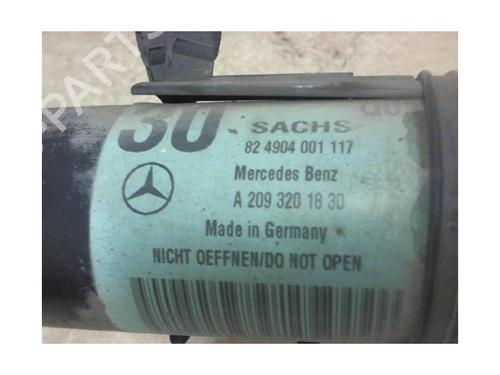 30 SACHS
82 4904 001 117
Mercedes Benz
A 209 320 18 30
Made in Germany
NICHT OEFFNEN/DO NOT OPEN